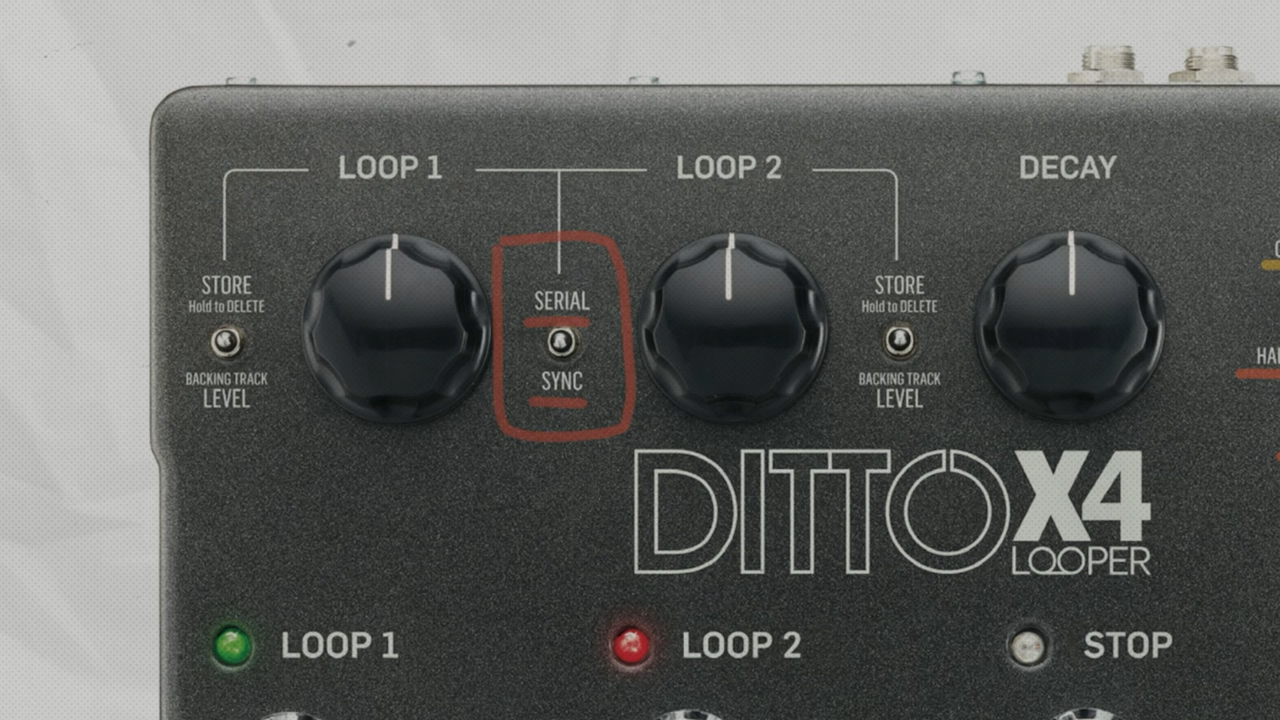 LOOP 1
LOOP 2
DECAY
STORE
Hold to DELETE
BACKING TRACK
LEVEL
SERIAL
SYNC
STORE
Hold to DELETE
BACKING TRACK
LEVEL
DITTO X4
LOOPER
LOOP 1
LOOP 2
STOP